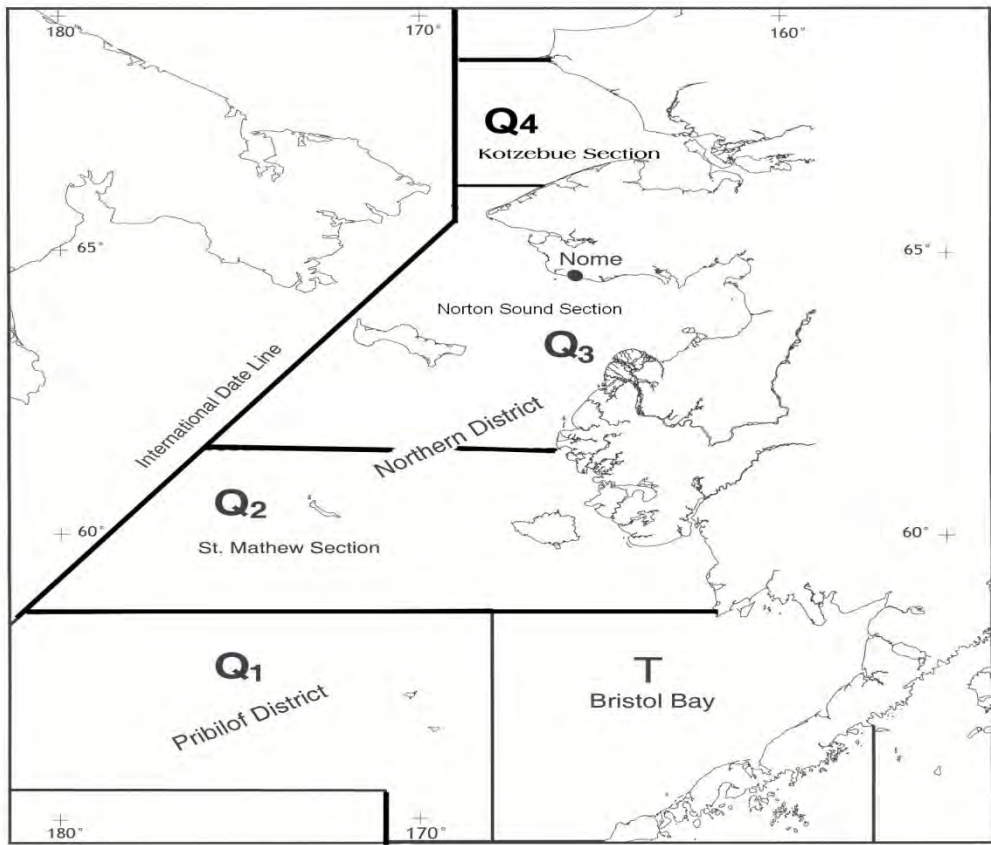 180°
170°
160°
Q4
Kotzebue Section
65°
65°
Nome
Norton Sound Section
Q3
International Date Line
Northern District
Q2
St. Mathew Section
60°
60°
Q1
Pribilof District
T
Bristol Bay
180°
170°